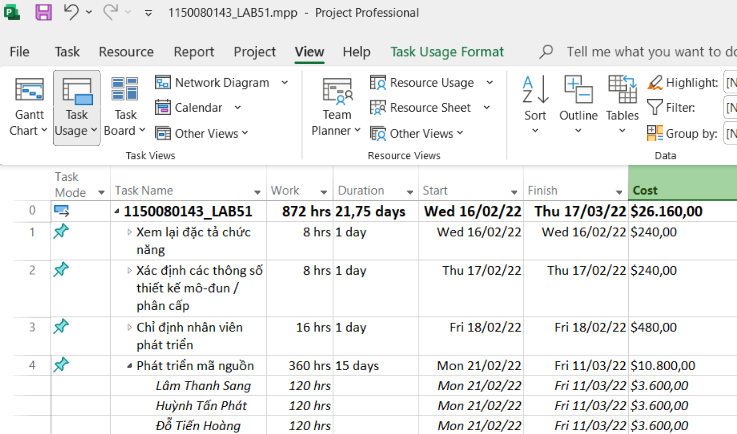 1150080143_LAB51.mpp - Project Professional
File Task Resource Report Project View Help Task Usage Format Tell me what you want to do
Gantt Chart
Task Usage
Task Board
Network Diagram
Calendar
Other Views
Task Views
Team Planner
Resource Usage
Resource Sheet
Other Views
Resource Views
Sort
Outline
Tables
Highlight: [N
Filter: [N
Group by: [N
Data
Task Mode Task Name Work Duration Start Finish Cost
0 1150080143_LAB51 872 hrs 21,75 days Wed 16/02/22 Thu 17/03/22 $26.160,00
1 Xem lại đặc tả chức 8 hrs 1 day Wed 16/02/22 Wed 16/02/22 $240,00
năng
2 Xác định các thông số 8 hrs 1 day Thu 17/02/22 Thu 17/02/22 $240,00
thiết kế mô-đun /
phân cấp
3 Chỉ định nhân viên 16 hrs 1 day Fri 18/02/22 Fri 18/02/22 $480,00
phát triển
4 Phát triển mã nguồn 360 hrs 15 days Mon 21/02/22 Fri 11/03/22 $10.800,00
Lâm Thanh Sang 120 hrs Mon 21/02/22 Fri 11/03/22 $3.600,00
Huỳnh Tấn Phát 120 hrs Mon 21/02/22 Fri 11/03/22 $3.600,00
Đỗ Tiến Hoàng 120 hrs Mon 21/02/22 Fri 11/03/22 $3.600,00